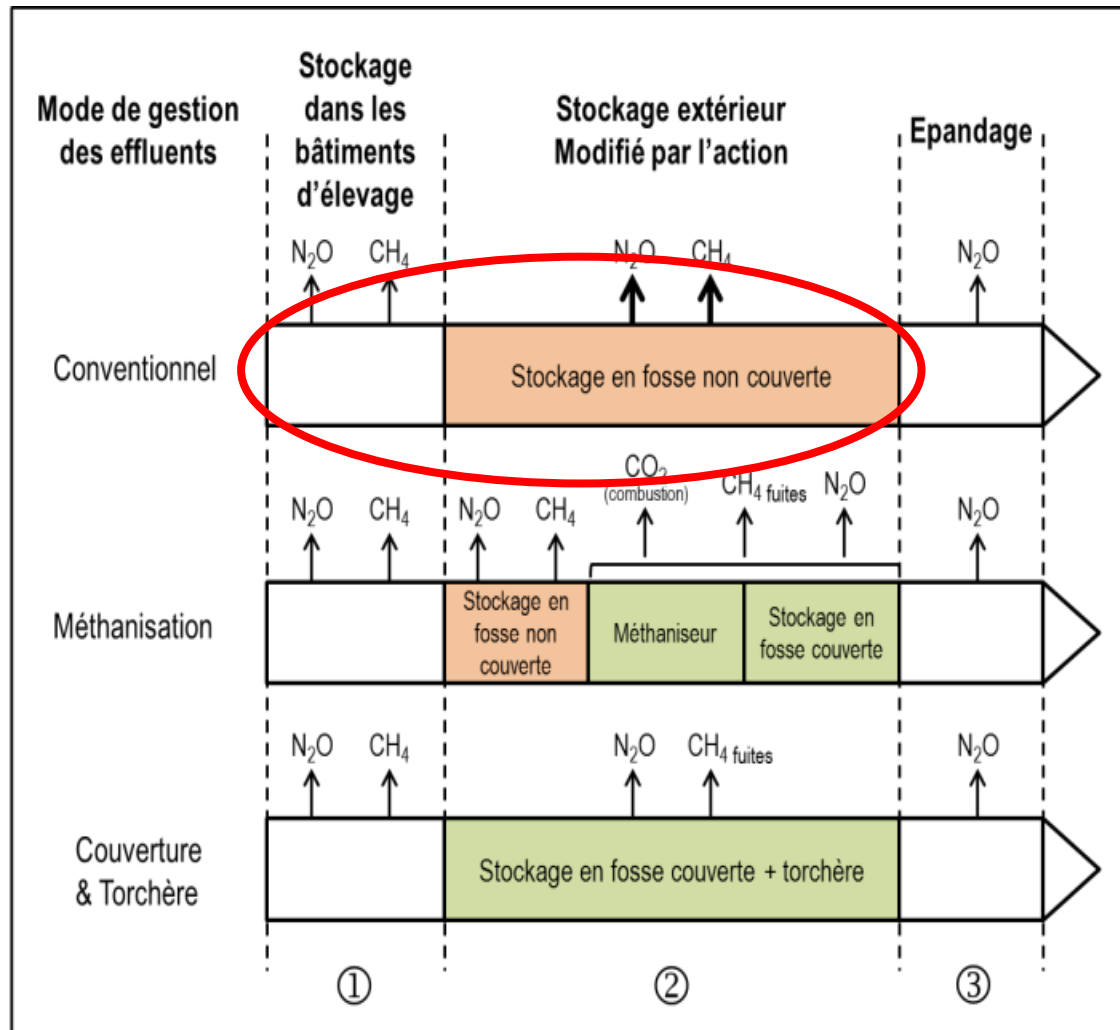 Mode de gestion
des effluents
Stockage
dans les
bâtiments
d’élevage
Stockage extérieur
Modifié par l’action
Epandage
N₂O CH₄ N₂O CH₄ N₂O
Conventionnel
Stockage en fosse non couverte
N₂O CH₄ N₂O CH₄ CO₂ (combustion) CH₄ fuites N₂O N₂O
Méthanisation
Stockage en
fosse non
couverte
Méthaniseur
Stockage en
fosse couverte
N₂O CH₄ N₂O CH₄ fuites N₂O
Couverture
& Torchère
Stockage en fosse couverte + torchère
① ② ③